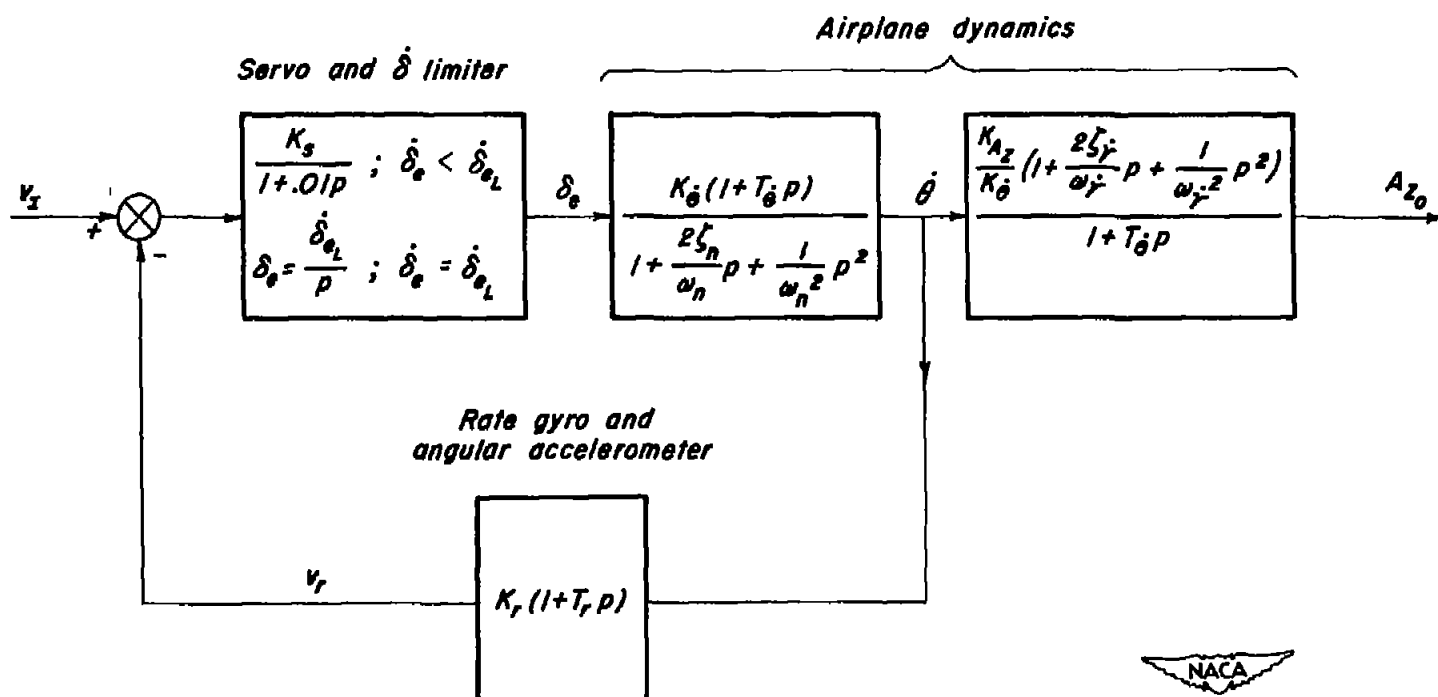 Airplane dynamics
Servo and δ̇ limiter
K_s / (1+.01p) ; δ̇_e < δ̇_eL
δ_e = δ̇_eL / p ; δ̇_e = δ̇_eL
v_I
+
-
δ_e
K_θ̇ (1+T_θ̇ p) / (1 + (2ζ_n/ω_n) p + (1/ω_n²) p²)
θ̇
(K_AZ/K_θ̇) (1 + (2ζ_γ̇/ω_γ̇) p + (1/ω_γ̇²) p²) / (1+T_θ̇ p)
A_Zo
Rate gyro and
angular accelerometer
v_r
K_r (1+T_r p)
NACA